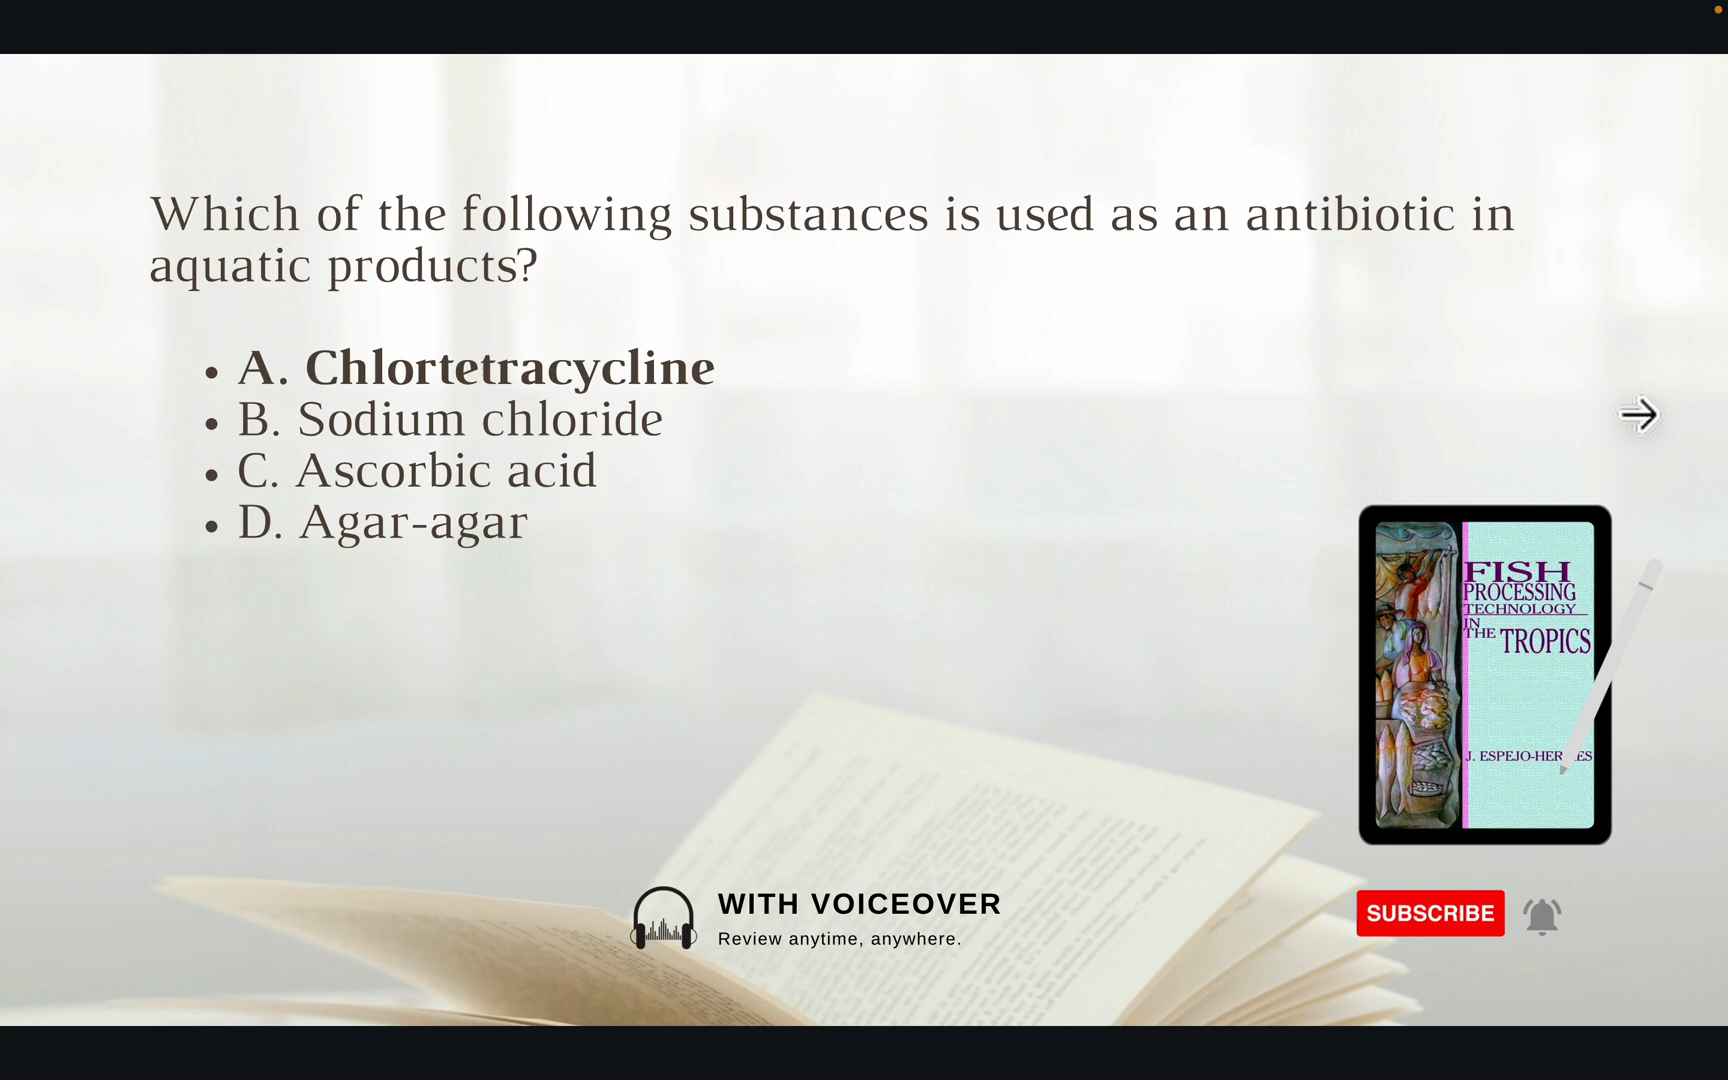 Which of the following substances is used as an antibiotic in
aquatic products?
• A. Chlortetracycline
• B. Sodium chloride
• C. Ascorbic acid
• D. Agar-agar
FISH
PROCESSING
TECHNOLOGY
IN
THE TROPICS
J. ESPEJO-
WITH VOICEOVER
Review anytime, anywhere.
SUBSCRIBE